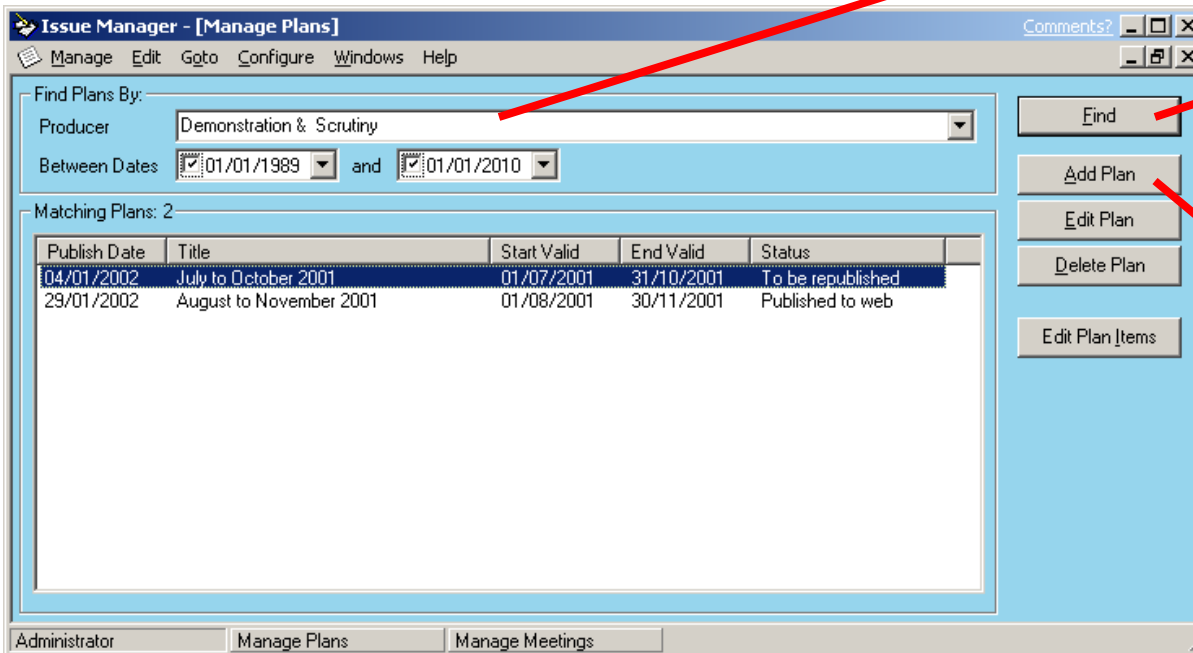 Issue Manager - [Manage Plans] Comments?
Manage Edit Goto Configure Windows Help
Find Plans By:
Producer Demonstration & Scrutiny
Between Dates 01/01/1989 and 01/01/2010
Find
Add Plan
Edit Plan
Delete Plan
Edit Plan Items
Matching Plans: 2
Publish Date Title Start Valid End Valid Status
04/01/2002 July to October 2001 01/07/2001 31/10/2001 To be republished
29/01/2002 August to November 2001 01/08/2001 30/11/2001 Published to web
Administrator Manage Plans Manage Meetings